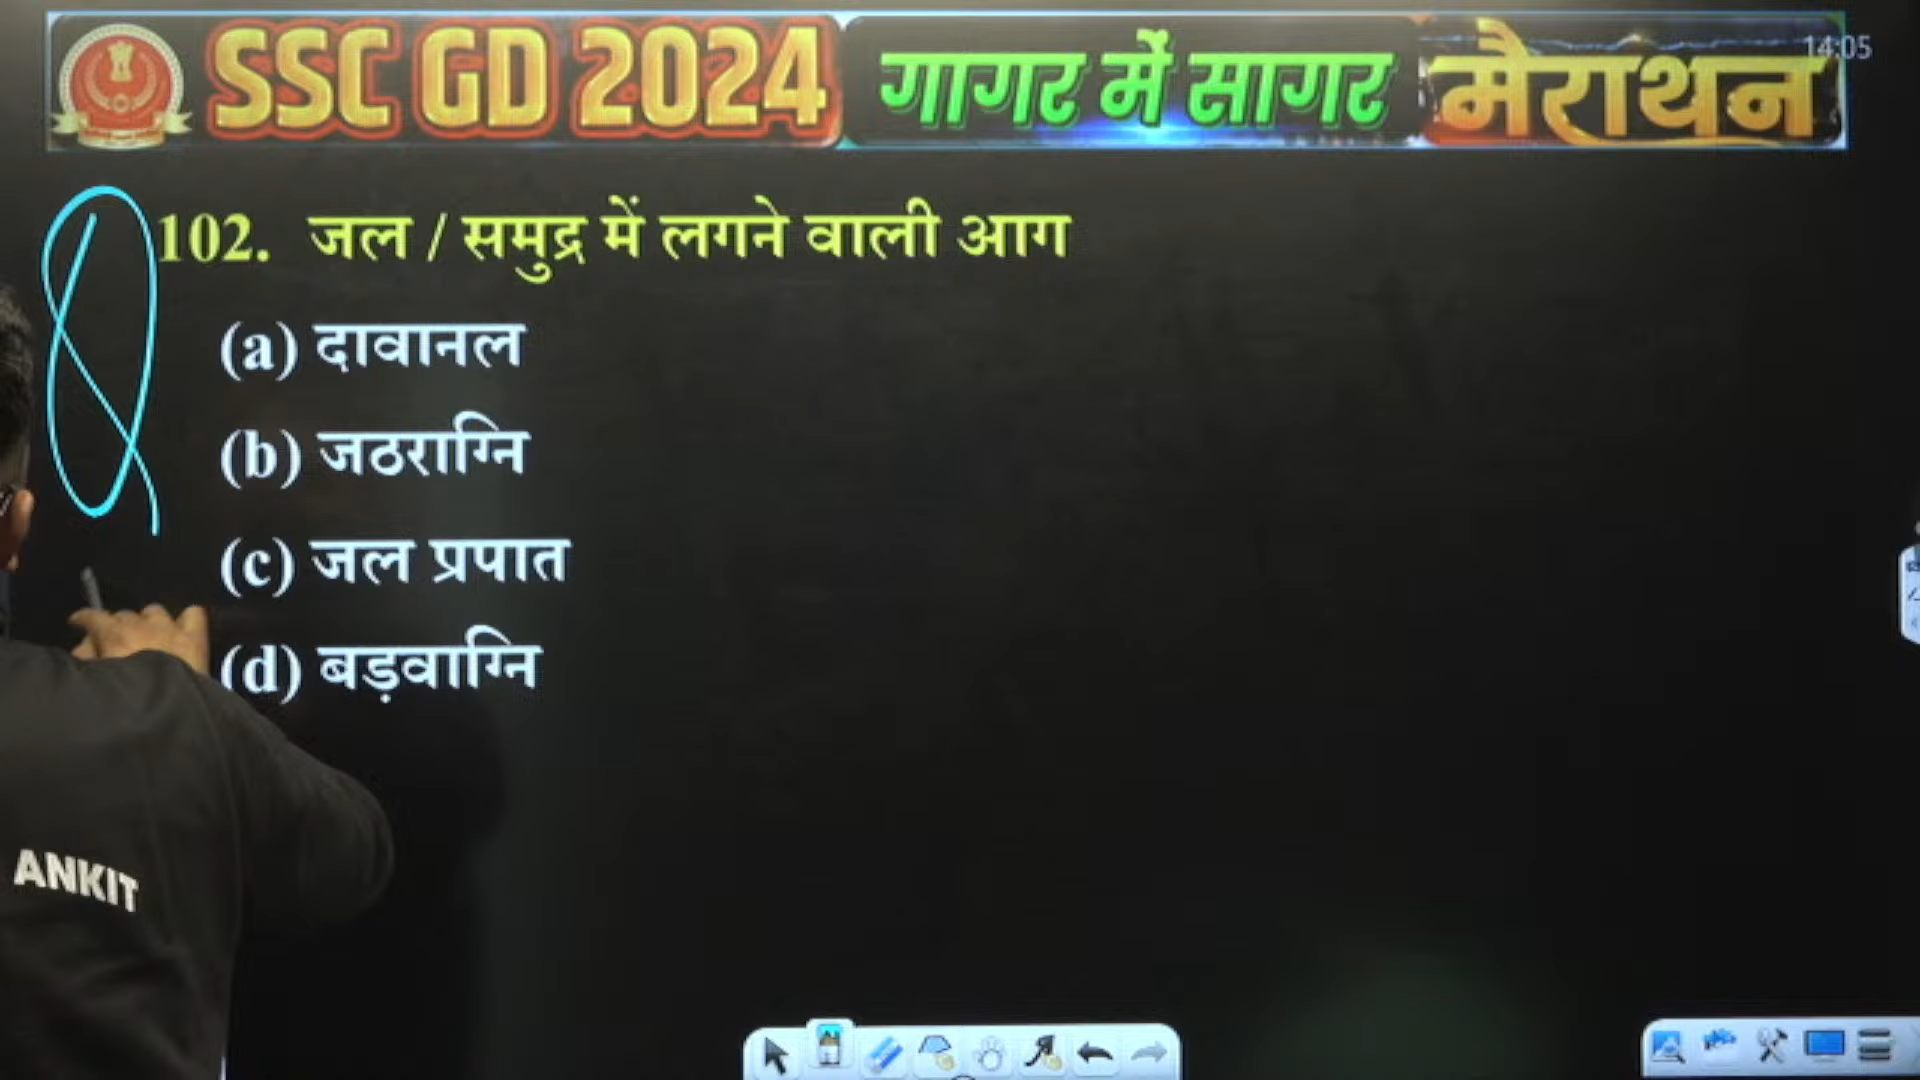 SSC GD 2024 गागर में सागर मैराथन
14:05
102. जल / समुद्र में लगने वाली आग
(a) दावानल
(b) जठराग्नि
(c) जल प्रपात
(d) बड़वाग्नि
ANKIT